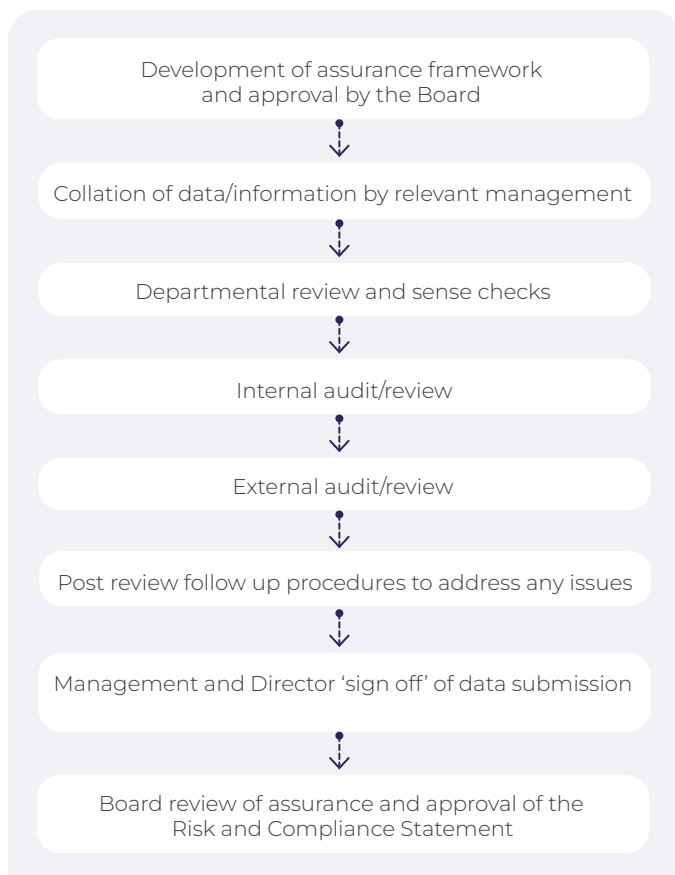 Development of assurance framework
and approval by the Board
Collation of data/information by relevant management
Departmental review and sense checks
Internal audit/review
External audit/review
Post review follow up procedures to address any issues
Management and Director ‘sign off’ of data submission
Board review of assurance and approval of the
Risk and Compliance Statement